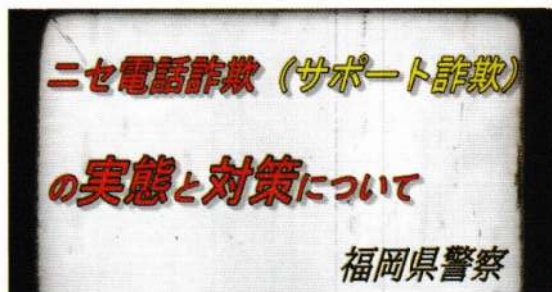 ニセ電話詐欺（サポート詐欺）
の実態と対策について
福岡県警察